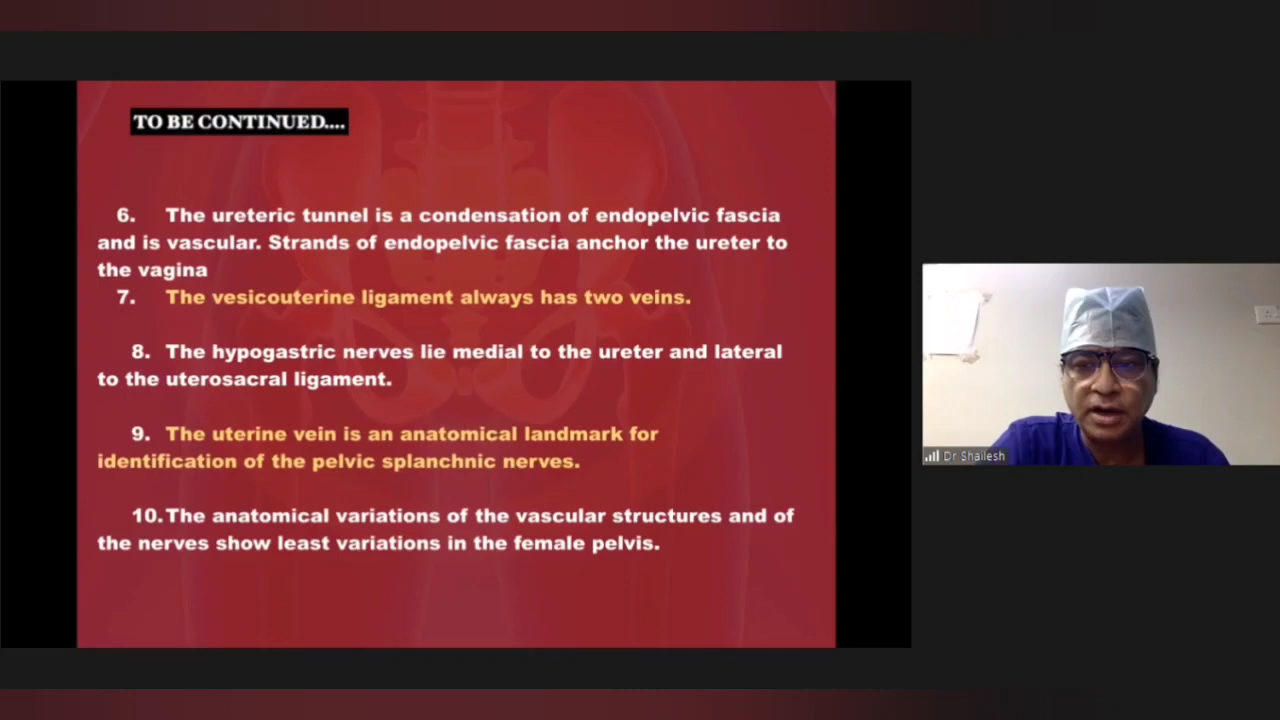 TO BE CONTINUED....
6. The ureteric tunnel is a condensation of endopelvic fascia
and is vascular. Strands of endopelvic fascia anchor the ureter to
the vagina
7. The vesicouterine ligament always has two veins.
8. The hypogastric nerves lie medial to the ureter and lateral
to the uterosacral ligament.
9. The uterine vein is an anatomical landmark for
identification of the pelvic splanchnic nerves.
10. The anatomical variations of the vascular structures and of
the nerves show least variations in the female pelvis.
Dr Shailesh